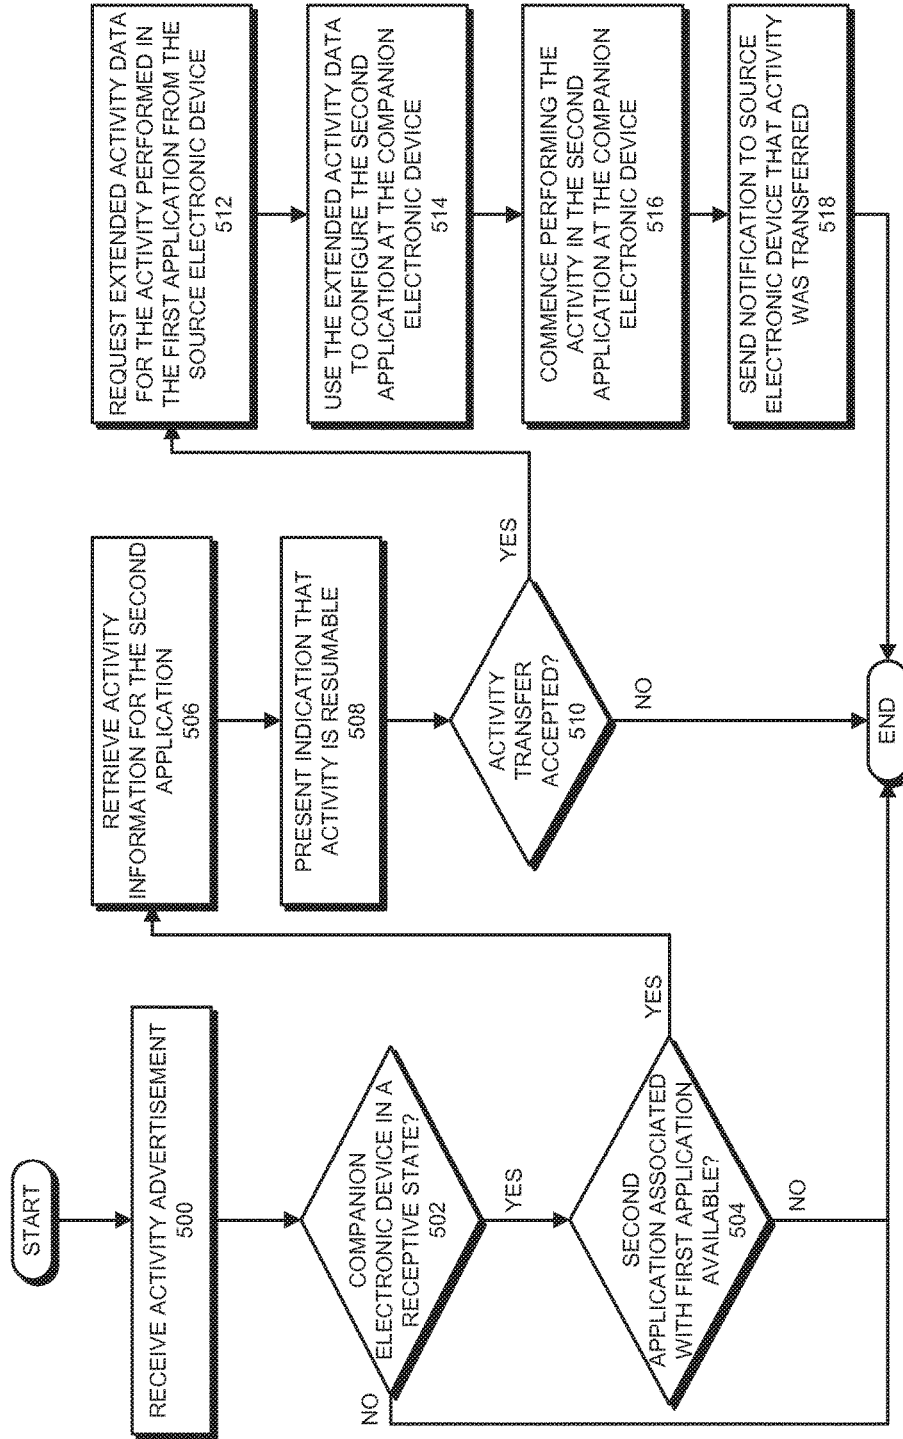 START
RECEIVE ACTIVITY ADVERTISEMENT
500
COMPANION
ELECTRONIC DEVICE IN A
RECEPTIVE STATE?
502
NO
YES
SECOND
APPLICATION ASSOCIATED
WITH FIRST APPLICATION
AVAILABLE?
504
NO
YES
RETRIEVE ACTIVITY
INFORMATION FOR THE SECOND
APPLICATION
506
PRESENT INDICATION THAT
ACTIVITY IS RESUMABLE
508
ACTIVITY
TRANSFER
ACCEPTED?
510
NO
YES
REQUEST EXTENDED ACTIVITY DATA
FOR THE ACTIVITY PERFORMED IN
THE FIRST APPLICATION FROM THE
SOURCE ELECTRONIC DEVICE
512
USE THE EXTENDED ACTIVITY DATA
TO CONFIGURE THE SECOND
APPLICATION AT THE COMPANION
ELECTRONIC DEVICE
514
COMMENCE PERFORMING THE
ACTIVITY IN THE SECOND
APPLICATION AT THE COMPANION
ELECTRONIC DEVICE
516
SEND NOTIFICATION TO SOURCE
ELECTRONIC DEVICE THAT ACTIVITY
WAS TRANSFERRED
518
END